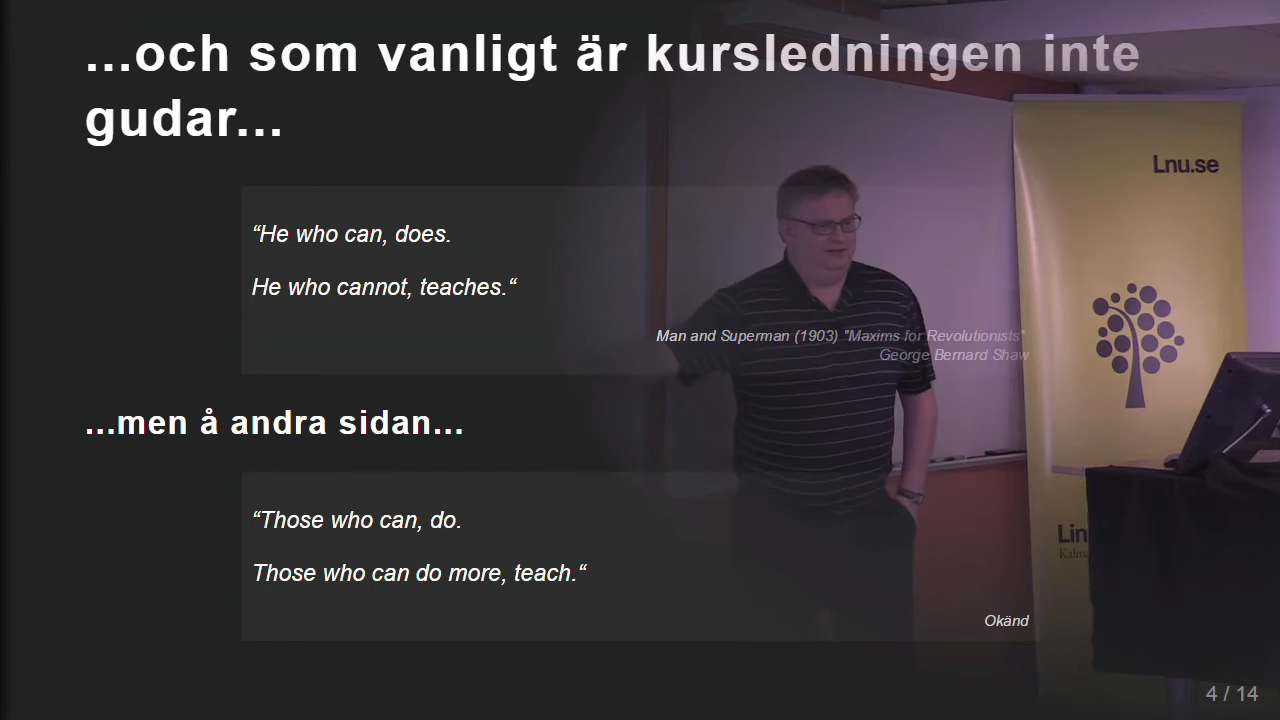 ...och som vanligt är kursledningen inte
gudar...
“He who can, does.
He who cannot, teaches.“
Man and Superman (1903) "Maxims for Revolutionists"
George Bernard Shaw
...men å andra sidan...
“Those who can, do.
Those who can do more, teach.“
Okänd
Lnu.se
Lin
Kalma
4 / 14